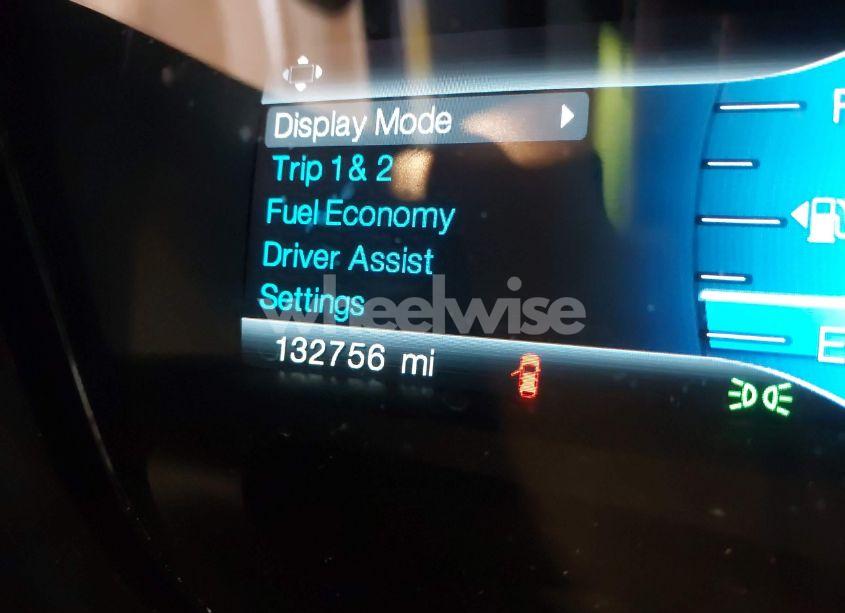 Display Mode
Trip 1 & 2
Fuel Economy
Driver Assist
Settings
wheelwise
132756 mi
F
E